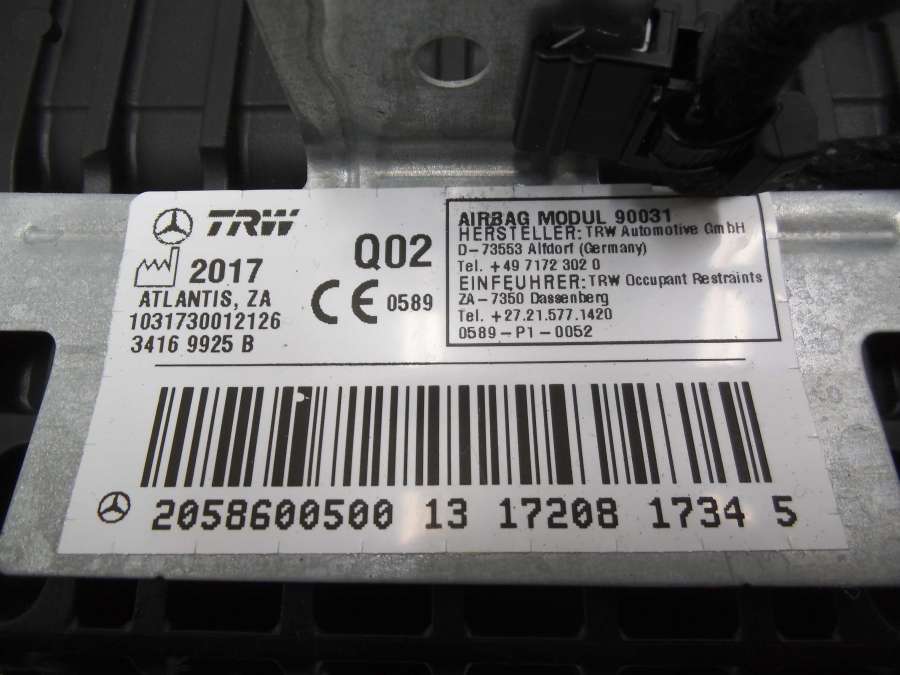 TRW
Q02
2017
ATLANTIS, ZA
CE 0589
1031730012126
3416 9925 B
AIRBAG MODUL 90031
HERSTELLER: TRW Automotive GmbH
D-73553 Alfdorf (Germany)
Tel. +49 7172 302 0
EINFEUHRER: TRW Occupant Restraints
ZA-7350 Dassenberg
Tel. +27.21.577.1420
0589-P1-0052
2058600500 13 172081734 5